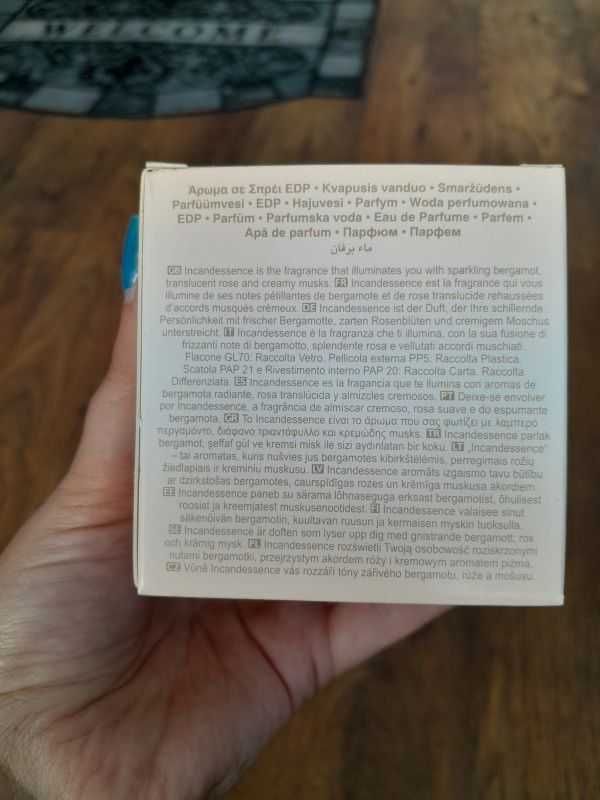 WELCOME
Άρωμα σε Σπρέι EDP • Kvapusis vanduo • Smaržūdens •
Parfüümvesi • EDP • Hajuvesi • Parfym • Woda perfumowana •
EDP • Parfüm • Parfumska voda • Eau de Parfume • Parfem •
Apă de parfum • Парфюм • Парфем
ماء برفان
GB Incandessence is the fragrance that illuminates you with sparkling bergamot,
translucent rose and creamy musks. FR Incandessence est la fragrance qui vous
illumine de ses notes pétillantes de bergamote et de rose translucide rehaussées
d'accords musqués crémeux. DE Incandessence ist der Duft, der Ihre schillernde
Persönlichkeit mit frischer Bergamotte, zarten Rosenblüten und cremigem Moschus
unterstreicht. IT Incandessence è la fragranza che ti illumina, con la sua fusione di
frizzanti note di bergamotto, splendente rosa e vellutati accordi muschiati.
Flacone GL70: Raccolta Vetro. Pellicola esterna PP5: Raccolta Plastica.
Scatola PAP 21 e Rivestimento interno PAP 20: Raccolta Carta. Raccolta
Differenziata. ES Incandessence es la fragancia que te ilumina con aromas de
bergamota radiante, rosa translúcida y almizcles cremosos. PT Deixe-se envolver
por Incandessence, a fragrância de almíscar cremoso, rosa suave e do espumante
bergamota. GR Το Incandessence είναι το άρωμα που σας φωτίζει με λαμπερό
περγαμόντο, διάφανο τριαντάφυλλο και κρεμώδης musks. TR Incandessence parlak
bergamot, şeffaf gül ve kremsi misk ile sizi aydınlatan bir koku. LT „Incandessence"
– tai aromatas, kuris nušvies jus bergamotės kibirkštėlėmis, perregimais rožių
žiedlapiais ir kreminiu muskusu. LV Incandessence aromāts izgaismo tavu būtību
ar dzirkstošas bergamotes, caurspīdīgas rozes un krēmīga muskusa akordiem.
EE Incandessence paneb su särama lõhnaseguga erksast bergamotist, õhulisest
roosist ja kreemjatest muskusenootidest. FI Incandessence valaisee sinut
säkenöivän bergamotin, kuultavan ruusun ja kermaisen myskin tuoksulla.
SE Incandessence är doften som lyser upp dig med gnistrande bergamott, ros
och krämig mysk. PL Incandessence rozświetli Twoją osobowość roziskrzonymi
nutami bergamotki, przejrzystym akordem róży i kremowym aromatem piżma.
CZ Vůně Incandessence vás rozzáří tóny zářivého bergamotu, růže a mošusu.